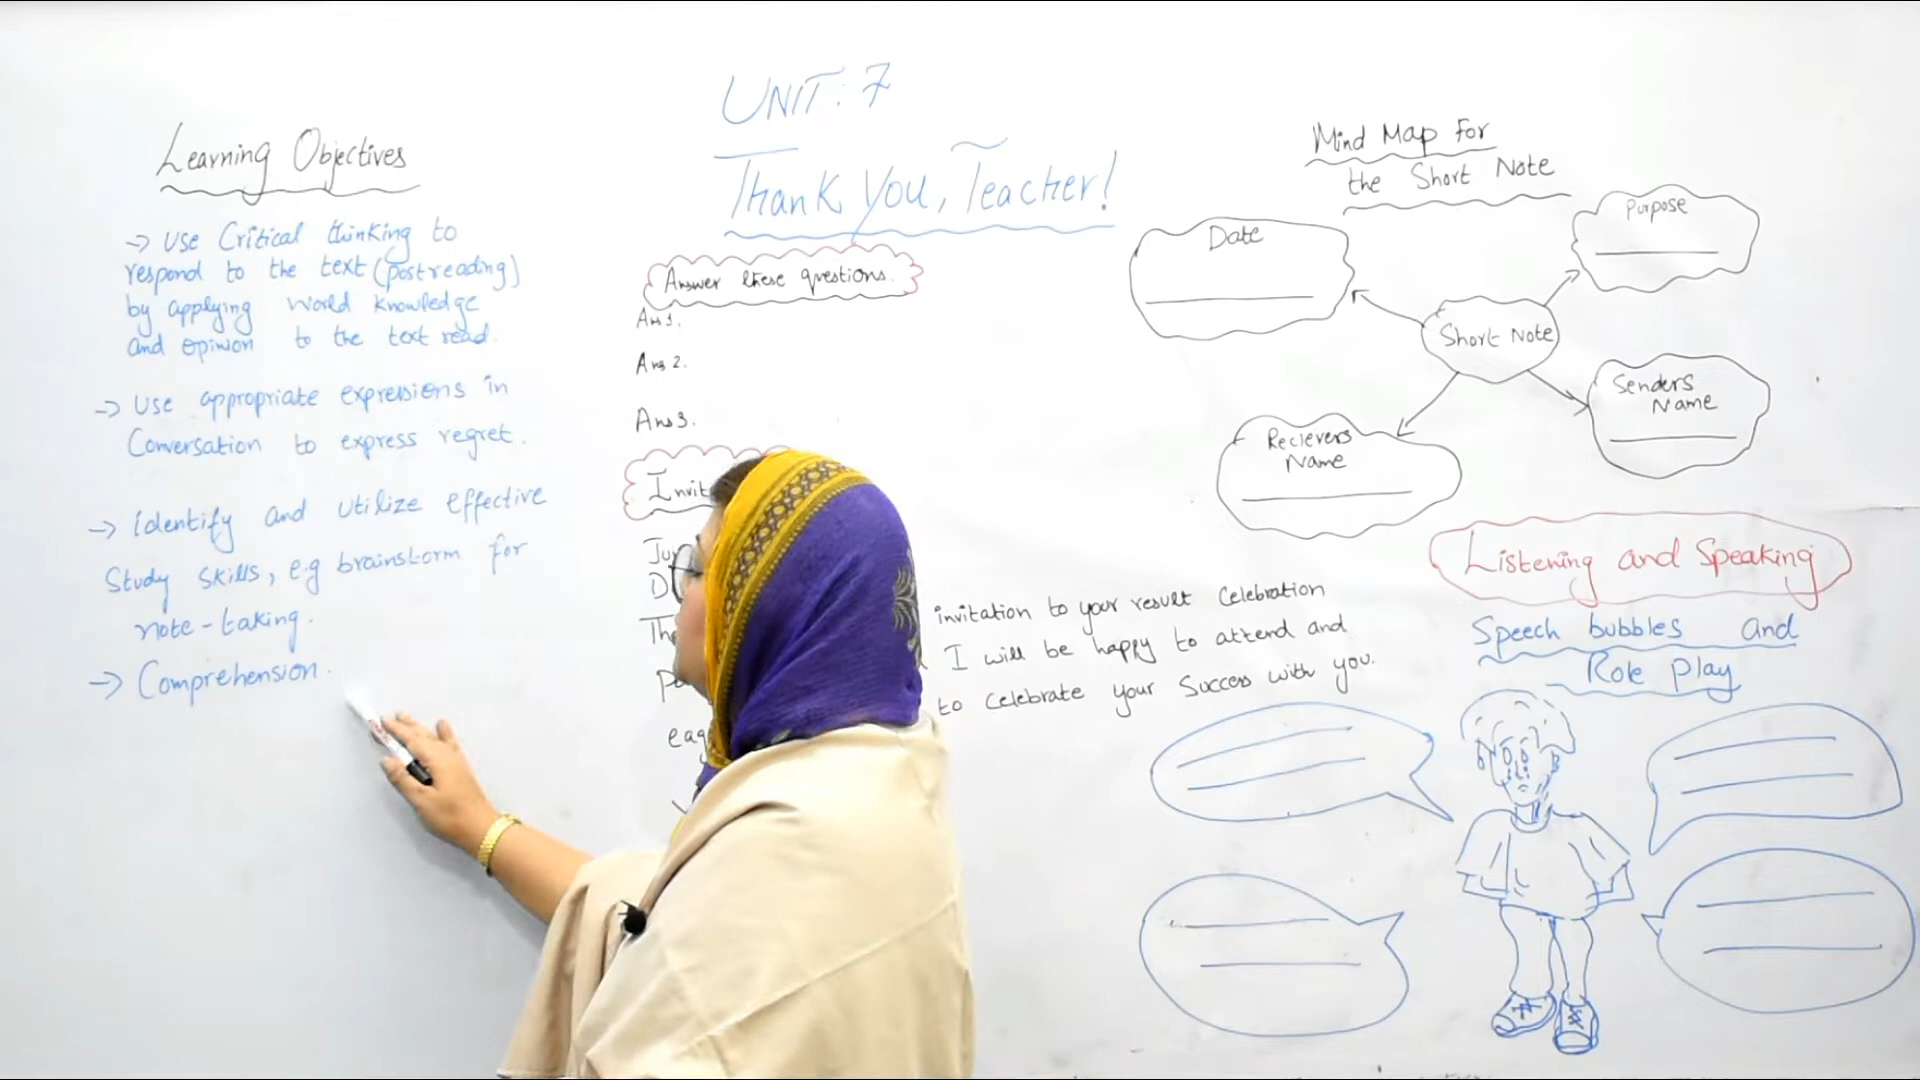 UNIT: 7
Thank You, Teacher!
Learning Objectives
-> Use Critical thinking to
respond to the text (postreading)
by applying world knowledge
and opinion to the text read.
-> Use appropriate expressions in
Conversation to express regret.
-> Identify and utilize effective
Study skills, e.g brainstorm for
note-taking.
-> Comprehension.
Answer these questions.
Ans 1.
Ans 2.
Ans 3.
invitation to your result celebration
I will be happy to attend and
to celebrate your success with you.
Mind Map For
the Short Note
Date
Purpose
Short Note
Senders
Name
Recievers
Name
Listening and Speaking
Speech bubbles and
Role play